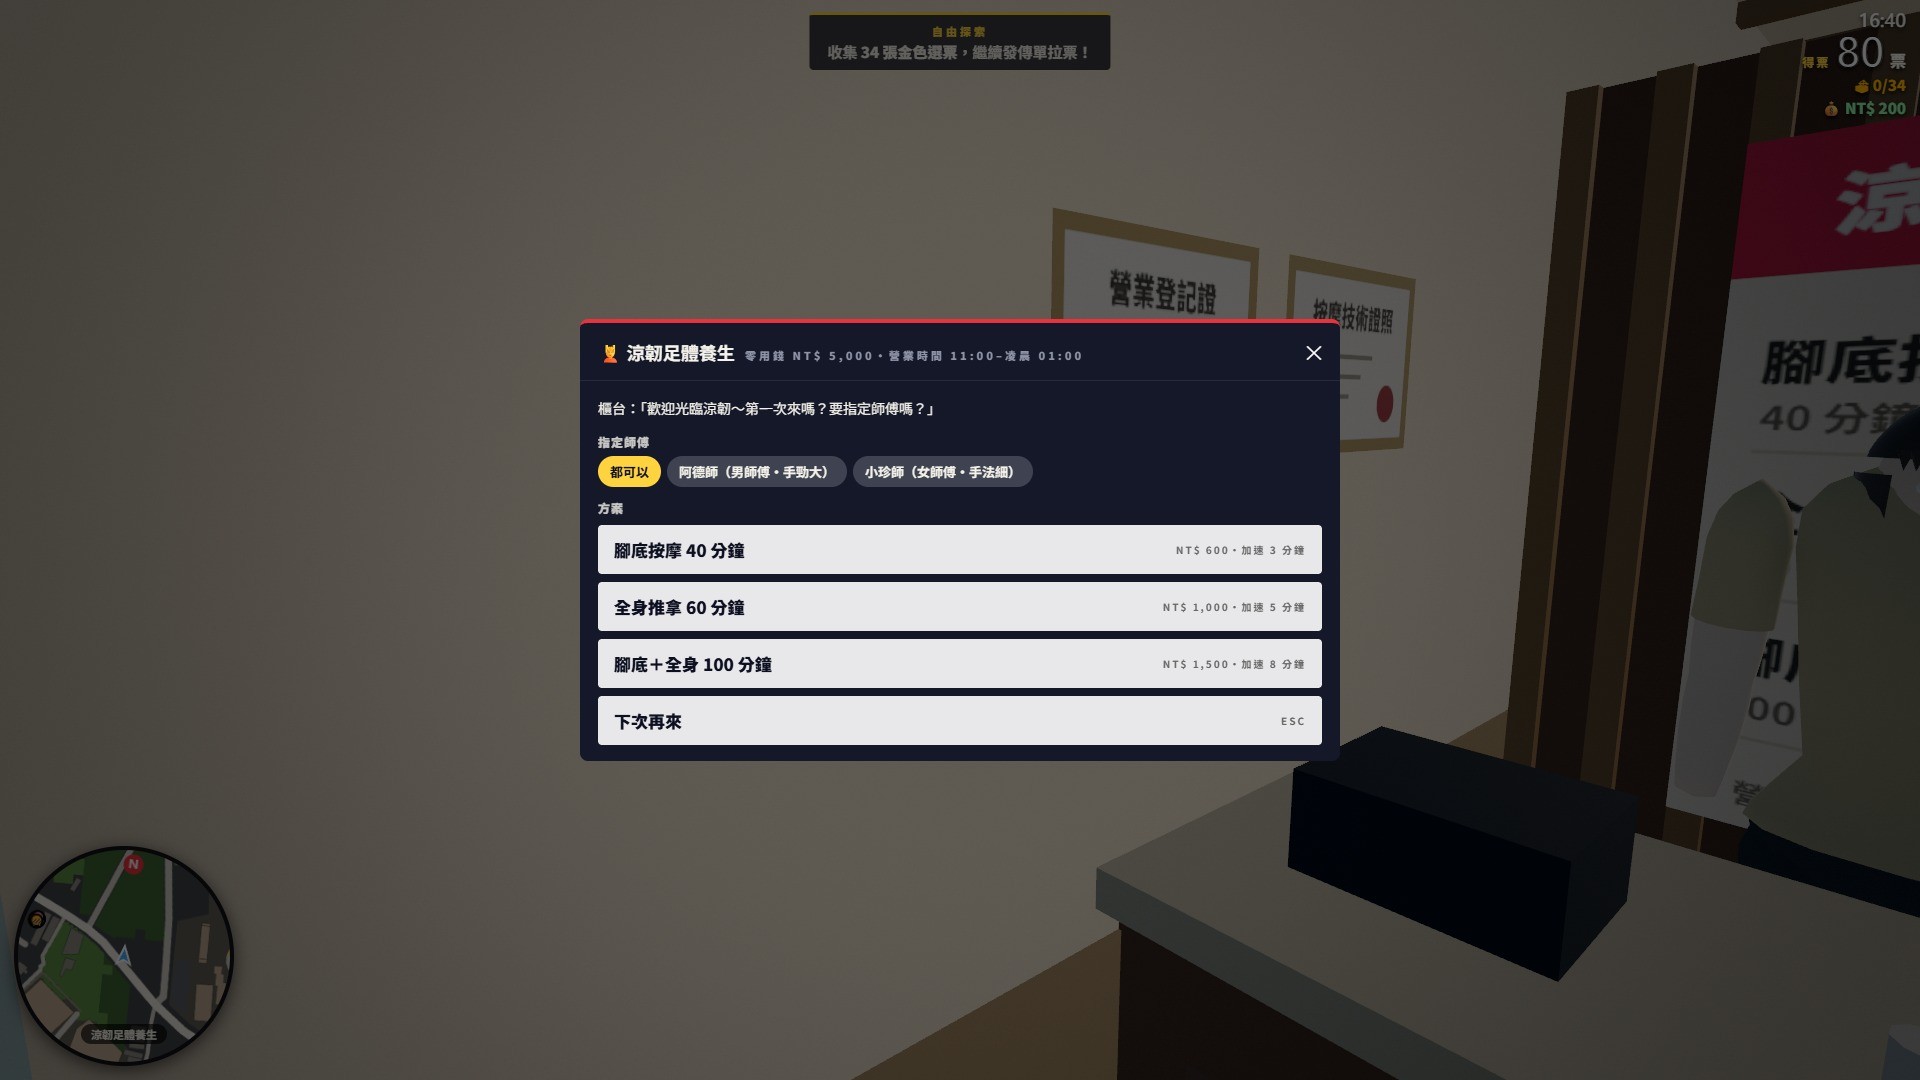 自由探索
收集 34 張金色選票，繼續發傳單拉票！
16:40
得票 80 票
0/34
NT$ 200
營業登記證
按摩技術證照
涼
腳底按
40 分鐘
涼韌足體養生 零用錢 NT$ 5,000・營業時間 11:00–凌晨 01:00
櫃台：「歡迎光臨涼韌～第一次來嗎？要指定師傅嗎？」
指定師傅
都可以 阿德師（男師傅・手勁大） 小珍師（女師傅・手法細）
方案
腳底按摩 40 分鐘 NT$ 600・加速 3 分鐘
全身推拿 60 分鐘 NT$ 1,000・加速 5 分鐘
腳底＋全身 100 分鐘 NT$ 1,500・加速 8 分鐘
下次再來 ESC
N
涼韌足體養生